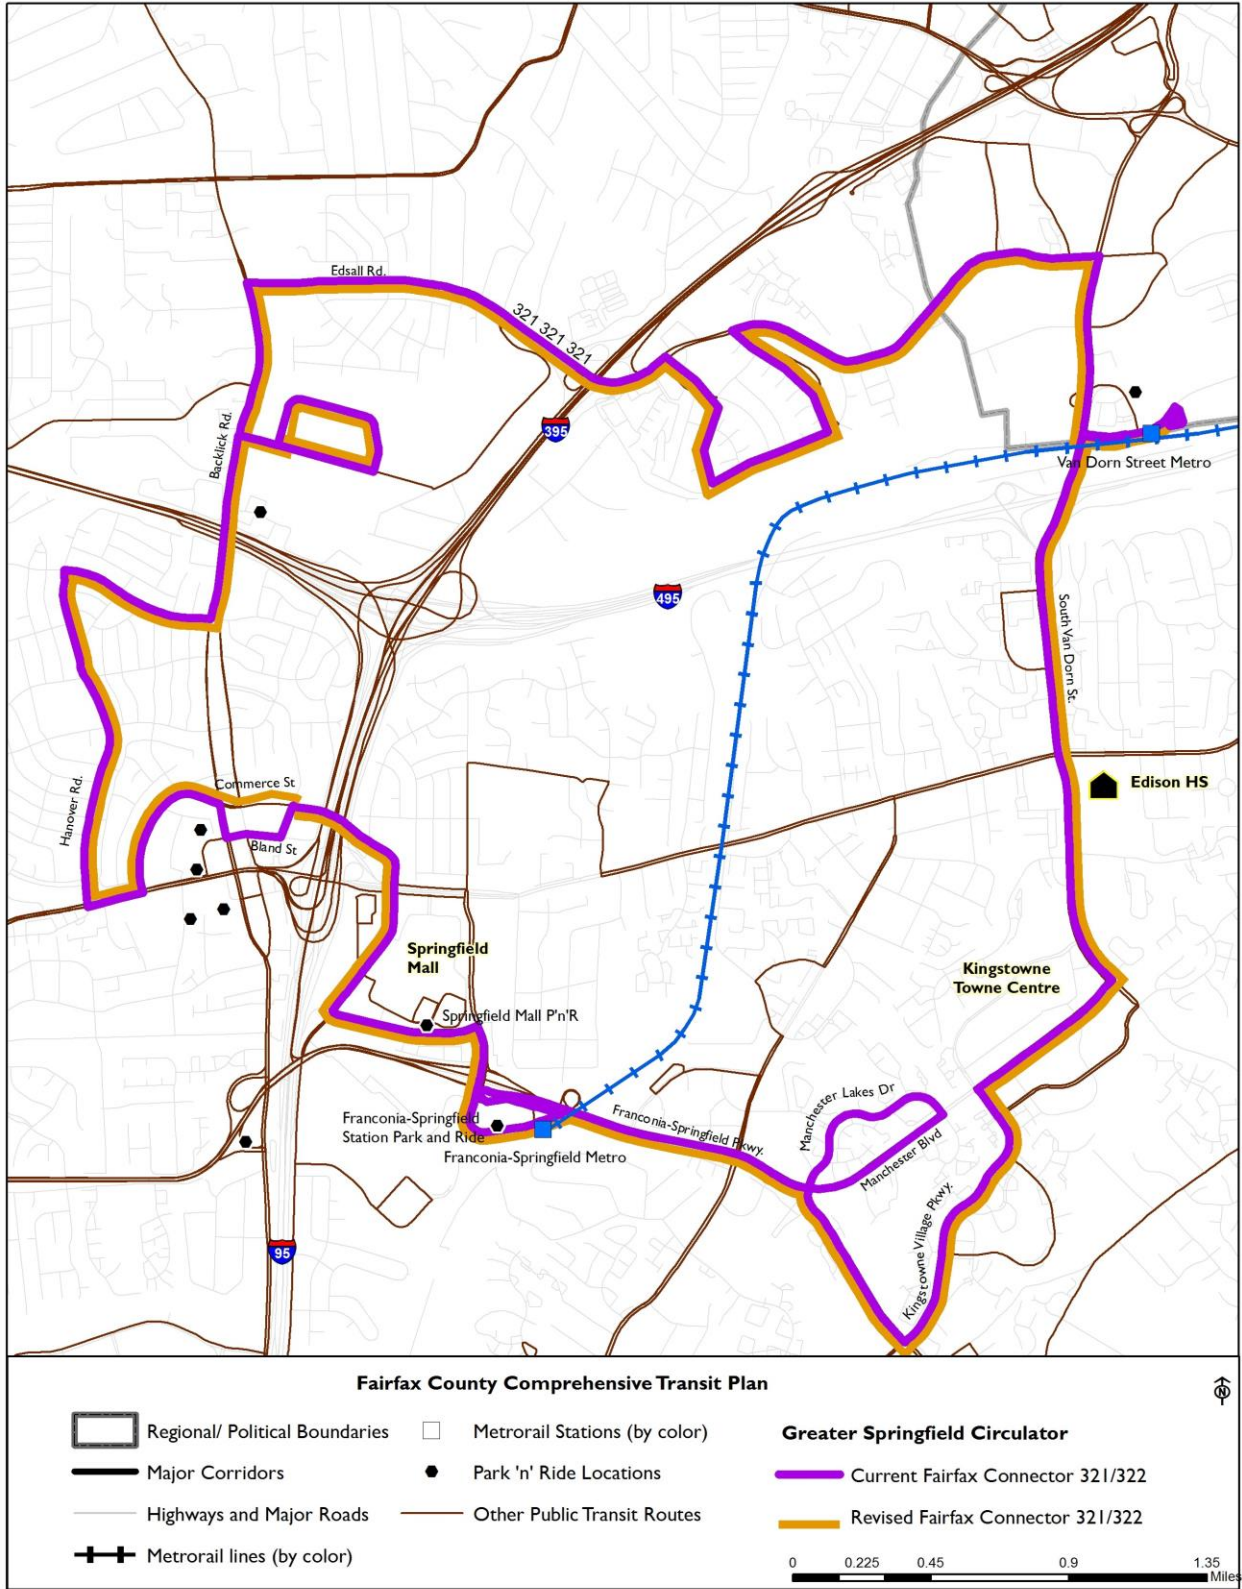 Edsall Rd.
321 321 321
Backlick Rd.
395
Van Dorn Street Metro
495
South Van Dorn St.
Commerce St
Edison HS
Hanover Rd.
Bland St
Springfield
Mall
Kingstowne
Towne Centre
Springfield Mall P'n'R
Manchester Lakes Dr
Franconia-Springfield
Station Park and Ride
Franconia-Springfield Pkwy.
Franconia-Springfield Metro
Manchester Blvd
Kingstowne Village Pkwy.
95
Fairfax County Comprehensive Transit Plan
N
Regional/ Political Boundaries
Metrorail Stations (by color)
Greater Springfield Circulator
Major Corridors
Park 'n' Ride Locations
Current Fairfax Connector 321/322
Highways and Major Roads
Other Public Transit Routes
Revised Fairfax Connector 321/322
Metrorail lines (by color)
0 0.225 0.45 0.9 1.35
Miles